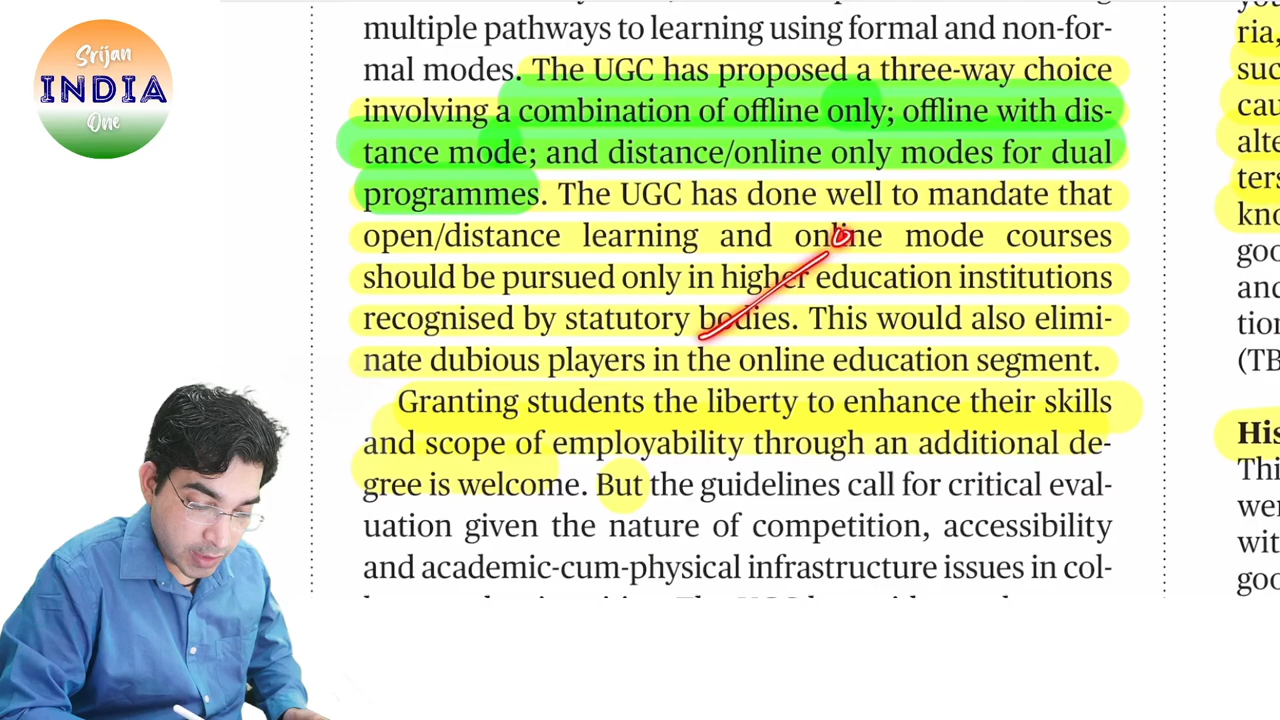 Srijan
INDIA
One
multiple pathways to learning using formal and non-for-
mal modes. The UGC has proposed a three-way choice
involving a combination of offline only; offline with dis-
tance mode; and distance/online only modes for dual
programmes. The UGC has done well to mandate that
open/distance learning and online mode courses
should be pursued only in higher education institutions
recognised by statutory bodies. This would also elimi-
nate dubious players in the online education segment.
Granting students the liberty to enhance their skills
and scope of employability through an additional de-
gree is welcome. But the guidelines call for critical eval-
uation given the nature of competition, accessibility
and academic-cum-physical infrastructure issues in col-
ria,
suc
cau
alte
ters
kno
goo
and
tion
(TB
His
Thi
wer
wit
goo